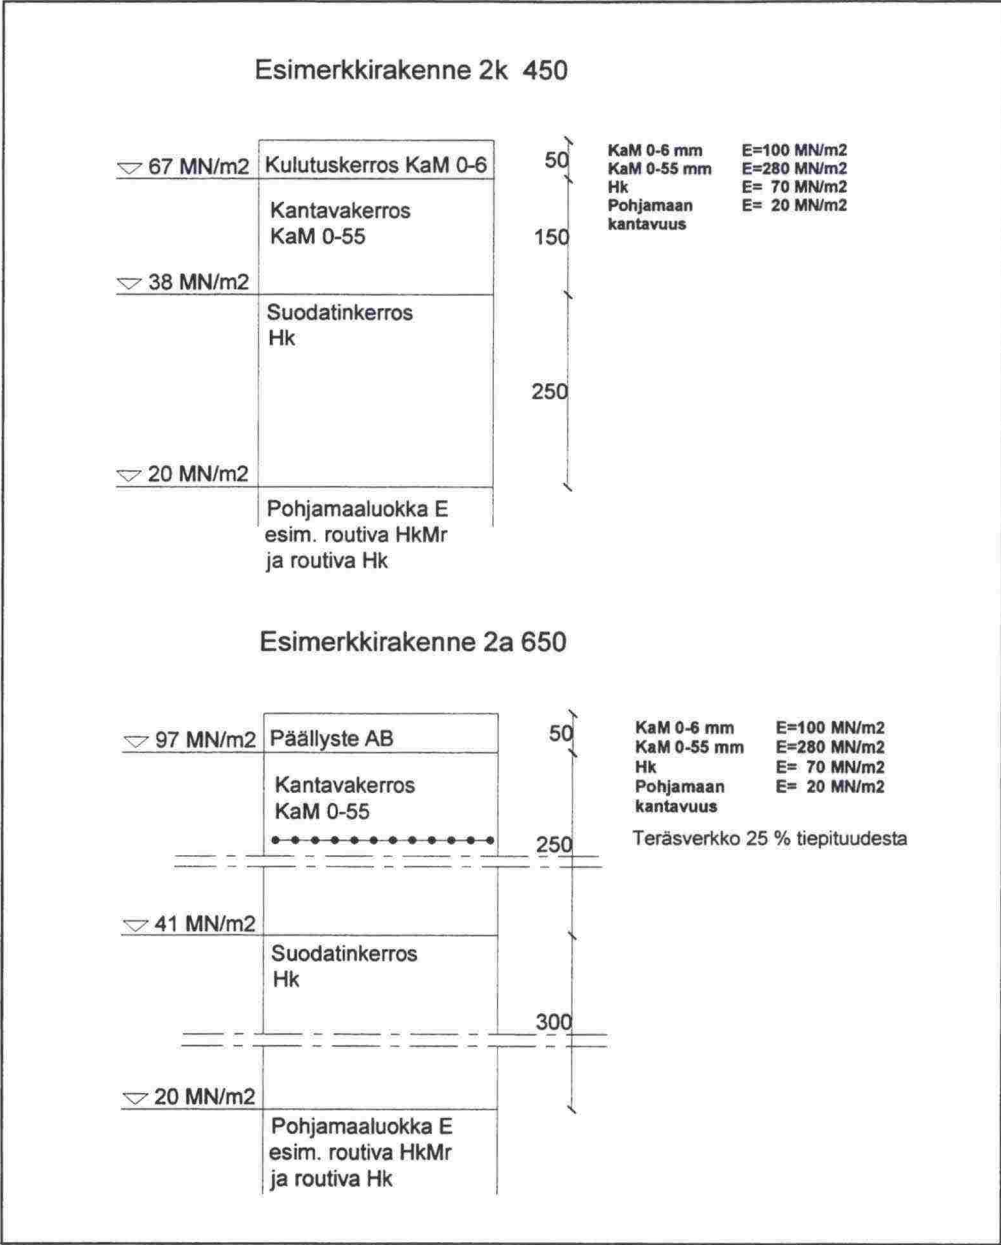 Esimerkkirakenne 2k 450
67 MN/m2
Kulutuskerros KaM 0-6
50
KaM 0-6 mm E=100 MN/m2
KaM 0-55 mm E=280 MN/m2
Hk E= 70 MN/m2
Pohjamaan E= 20 MN/m2
kantavuus
Kantavakerros
KaM 0-55
150
38 MN/m2
Suodatinkerros
Hk
250
20 MN/m2
Pohjamaaluokka E
esim. routiva HkMr
ja routiva Hk
Esimerkkirakenne 2a 650
97 MN/m2
Päällyste AB
50
KaM 0-6 mm E=100 MN/m2
KaM 0-55 mm E=280 MN/m2
Hk E= 70 MN/m2
Pohjamaan E= 20 MN/m2
kantavuus
Teräsverkko 25 % tiepituudesta
Kantavakerros
KaM 0-55
250
41 MN/m2
Suodatinkerros
Hk
300
20 MN/m2
Pohjamaaluokka E
esim. routiva HkMr
ja routiva Hk